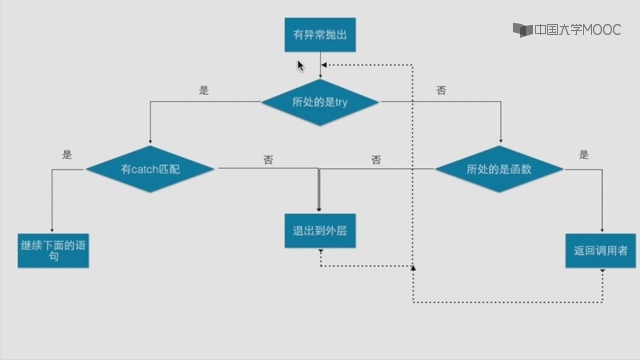 有异常抛出
中国大学MOOC
是
所处的是try
否
是
有catch匹配
否
否
所处的是函数
是
继续下面的语
句
退出到外层
返回调用者